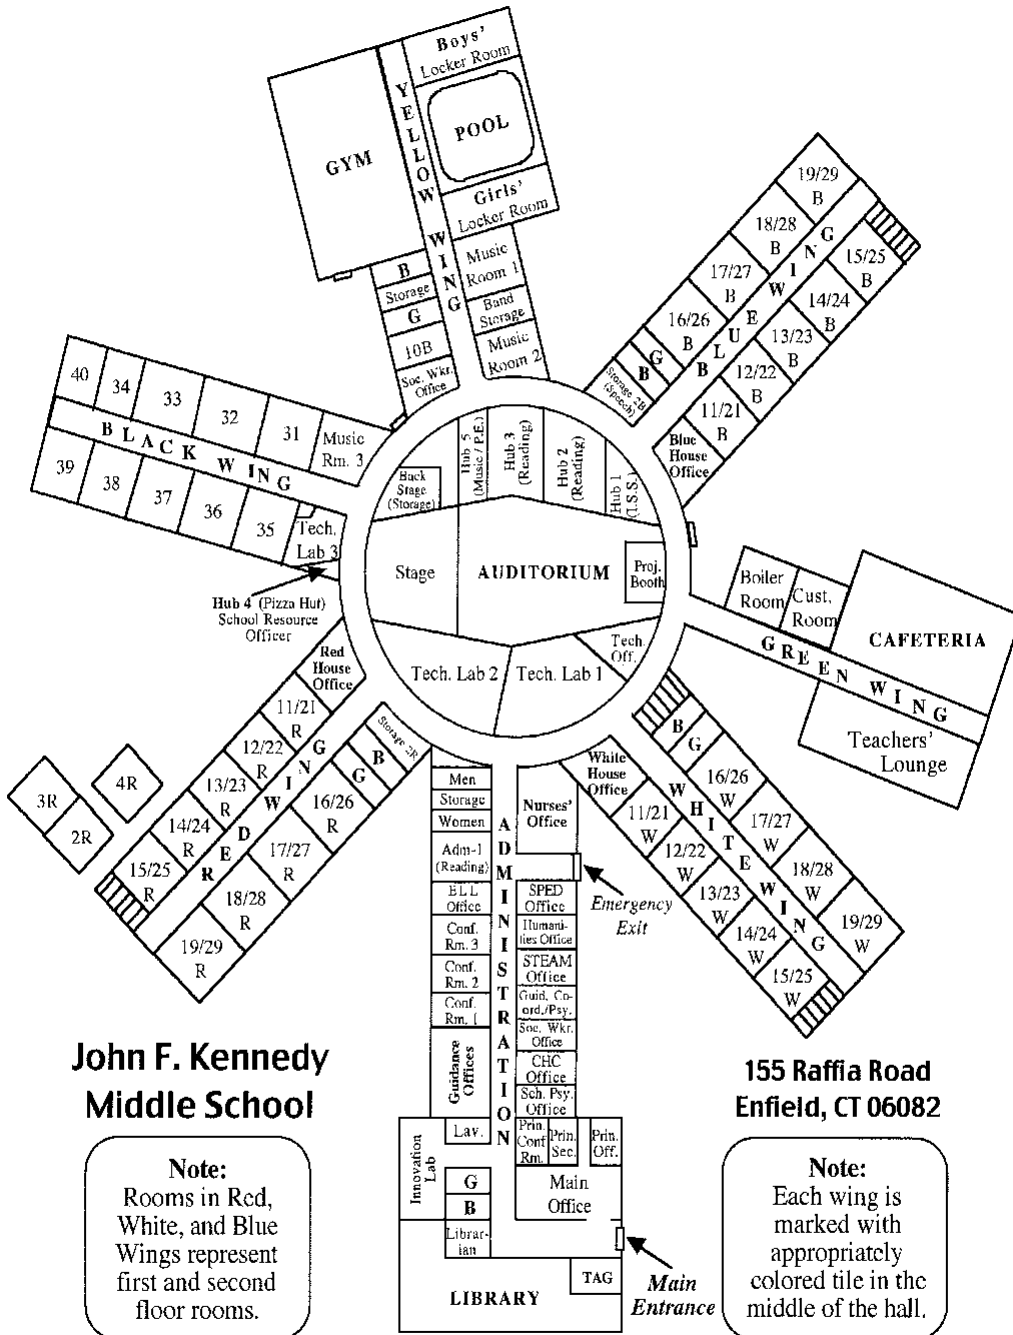 Boys'
Locker Room
YELLOW WING
GYM
POOL
Girls'
Locker Room
B
Storage
G
10B
Soc. Wkr.
Office
Music
Room 1
Band
Storage
Music
Room 2
19/29
B
18/28
B
17/27
B
16/26
B
G
B
Storage 2B
(Speech)
BLUE WING
15/25
B
14/24
B
13/23
B
12/22
B
11/21
B
Blue
House
Office
40
34
33
32
31
Music
Rm. 3
BLACK WING
39
38
37
36
35
Tech.
Lab 3
Hub 4 (Pizza Hut)
School Resource
Officer
Back
Stage
(Storage)
Hub 5
(Music / P.E.)
Hub 3
(Reading)
Hub 2
(Reading)
Hub 1
(I.S.S.)
Stage
AUDITORIUM
Proj.
Booth
Tech. Lab 2
Tech. Lab 1
Tech.
Off.
Boiler
Room
Cust.
Room
CAFETERIA
GREEN WING
Teachers'
Lounge
Red
House
Office
11/21
R
12/22
R
13/23
R
14/24
R
15/25
R
RED WING
Storage 2R
B
G
16/26
R
17/27
R
18/28
R
19/29
R
4R
3R
2R
White
House
Office
11/21
W
12/22
W
13/23
W
14/24
W
15/25
W
WHITE WING
B
G
16/26
W
17/27
W
18/28
W
19/29
W
Men
Storage
Women
Adm-1
(Reading)
ELL
Office
Conf.
Rm. 3
Conf.
Rm. 2
Conf.
Rm. 1
Guidance
Offices
ADMINISTRATION
Nurses'
Office
Emergency
Exit
SPED
Office
Humani-
ties Office
STEAM
Office
Guid. Co-
ord./Psy.
Soc. Wkr.
Office
CHC
Office
Sch. Psy.
Office
Lav.
Innovation
Lab
G
B
Librar-
ian
Prin.
Conf
Rm.
Prin.
Sec.
Prin.
Off.
Main
Office
TAG
LIBRARY
Main
Entrance
John F. Kennedy
Middle School
Note:
Rooms in Red,
White, and Blue
Wings represent
first and second
floor rooms.
155 Raffia Road
Enfield, CT 06082
Note:
Each wing is
marked with
appropriately
colored tile in the
middle of the hall.